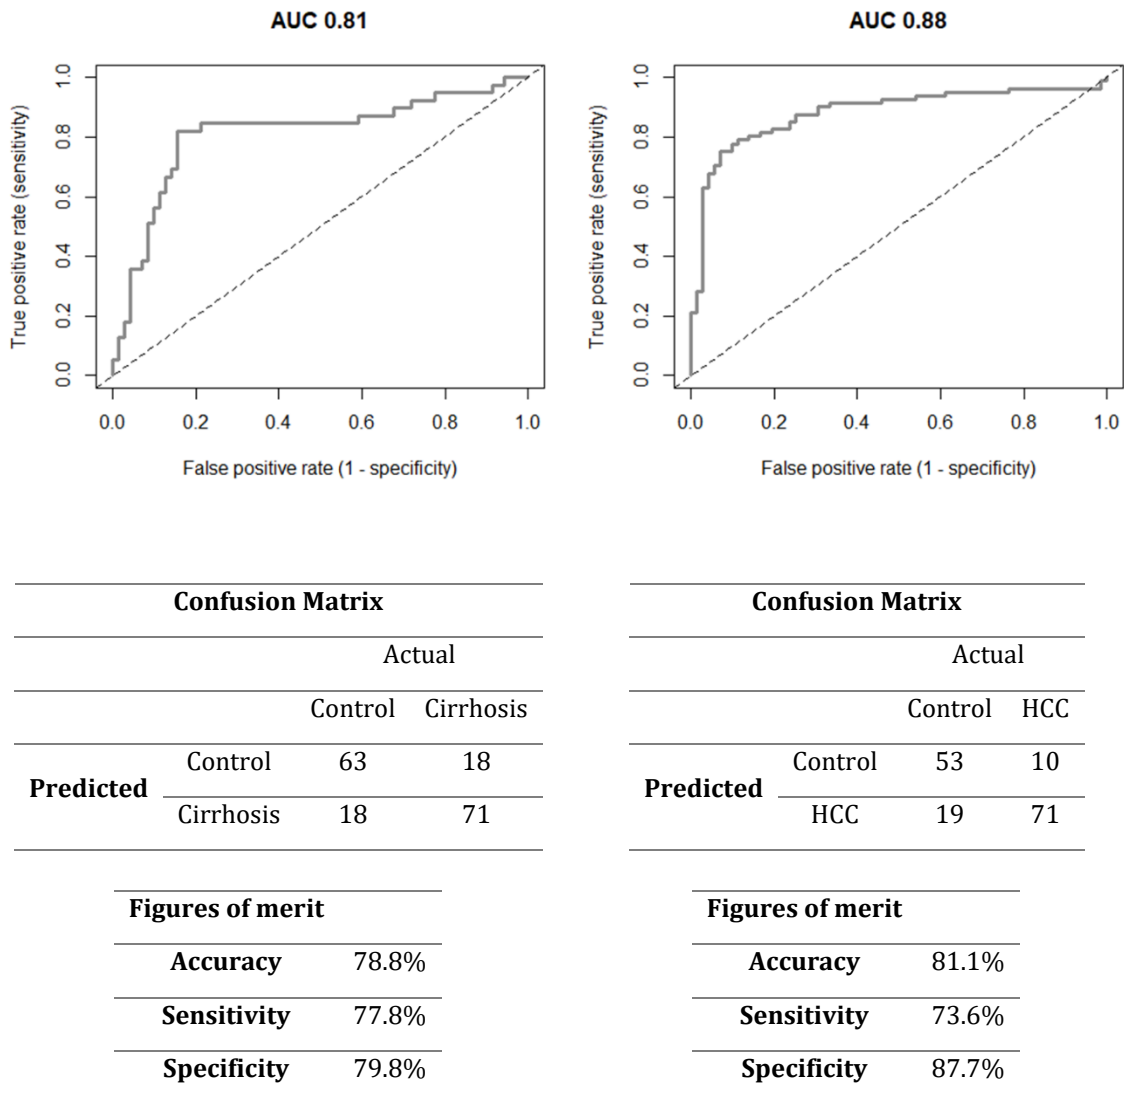 AUC 0.81
True positive rate (sensitivity)
1.0
0.8
0.6
0.4
0.2
0.0
0.0 0.2 0.4 0.6 0.8 1.0
False positive rate (1 - specificity)
AUC 0.88
True positive rate (sensitivity)
1.0
0.8
0.6
0.4
0.2
0.0
0.0 0.2 0.4 0.6 0.8 1.0
False positive rate (1 - specificity)
Confusion Matrix
Actual
Control Cirrhosis
Predicted
Control 63 18
Cirrhosis 18 71
Confusion Matrix
Actual
Control HCC
Predicted
Control 53 10
HCC 19 71
Figures of merit
Accuracy 78.8%
Sensitivity 77.8%
Specificity 79.8%
Figures of merit
Accuracy 81.1%
Sensitivity 73.6%
Specificity 87.7%